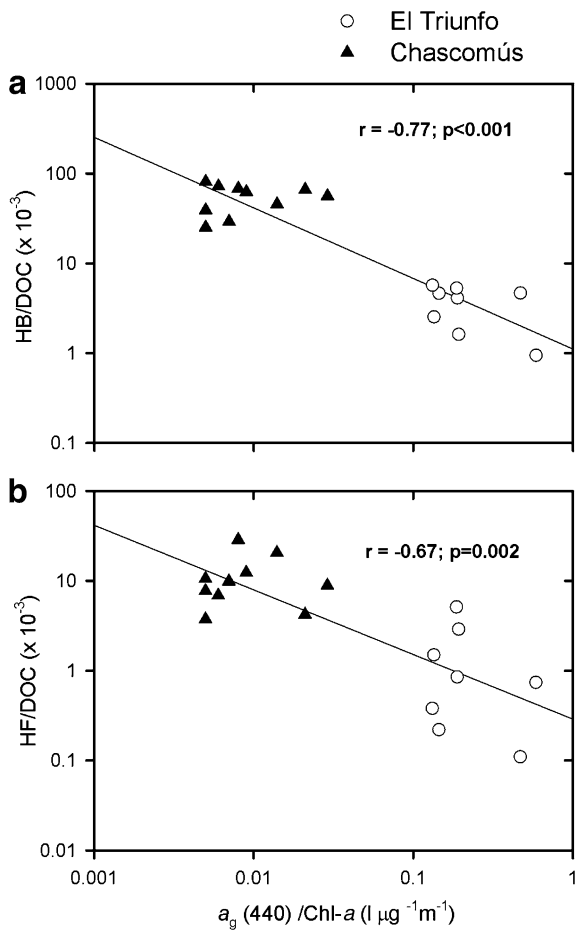 El Triunfo
Chascomús
a
1000
r = -0.77; p<0.001
100
10
1
0.1
HB/DOC (x 10⁻³)
b
100
r = -0.67; p=0.002
10
1
0.1
0.01
HF/DOC (x 10⁻³)
0.001 0.01 0.1 1
a_g (440) /Chl-a (l µg ⁻¹m⁻¹)